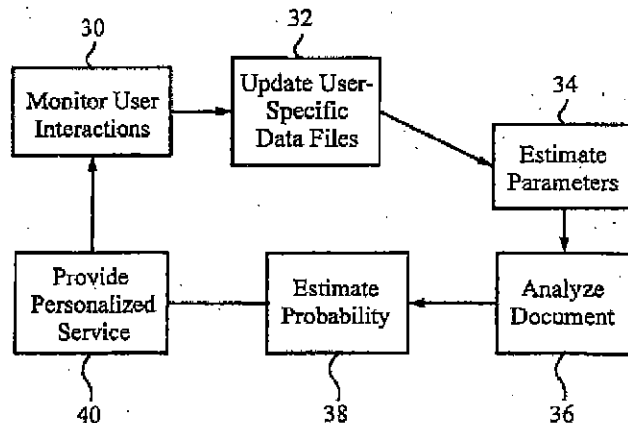 30
Monitor User
Interactions
32
Update User-
Specific
Data Files
34
Estimate
Parameters
Analyze
Document
36
Estimate
Probability
38
Provide
Personalized
Service
40